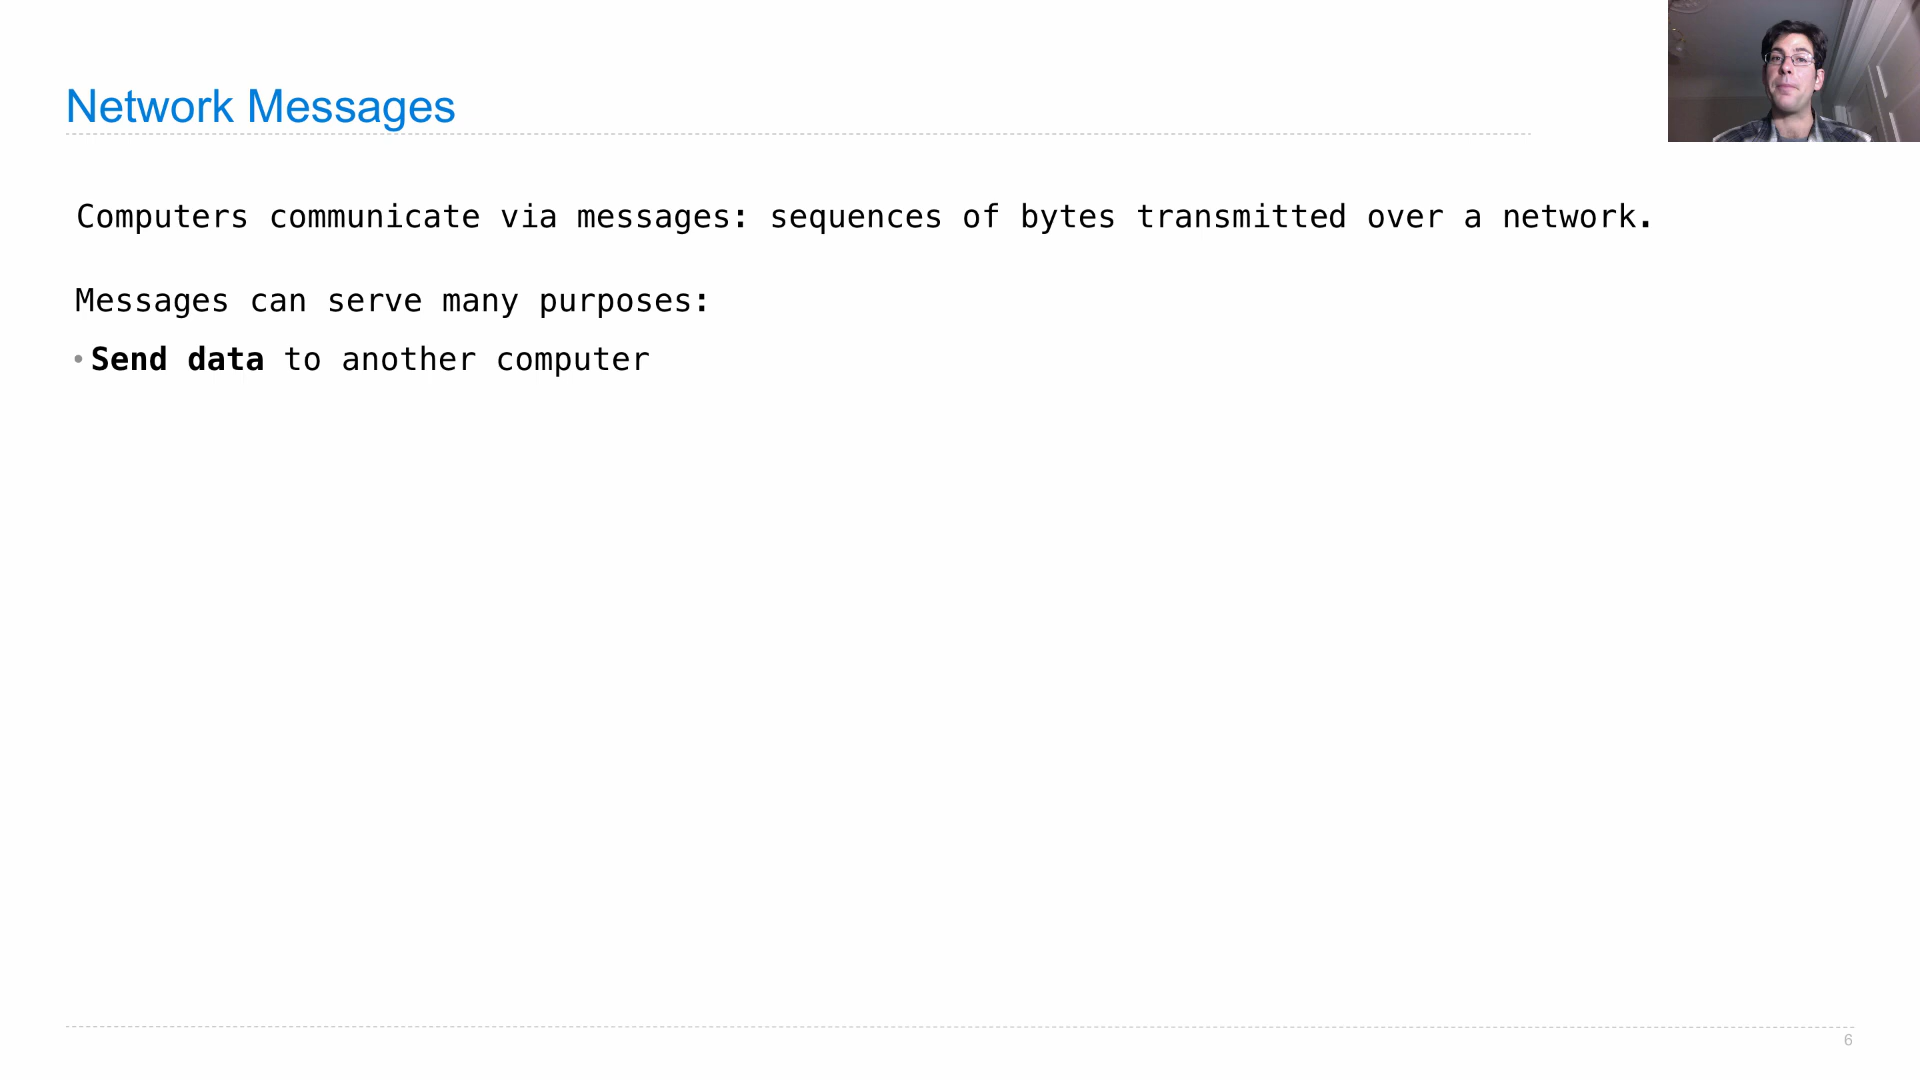 Network Messages
Computers communicate via messages: sequences of bytes transmitted over a network.
Messages can serve many purposes:
• Send data to another computer
6